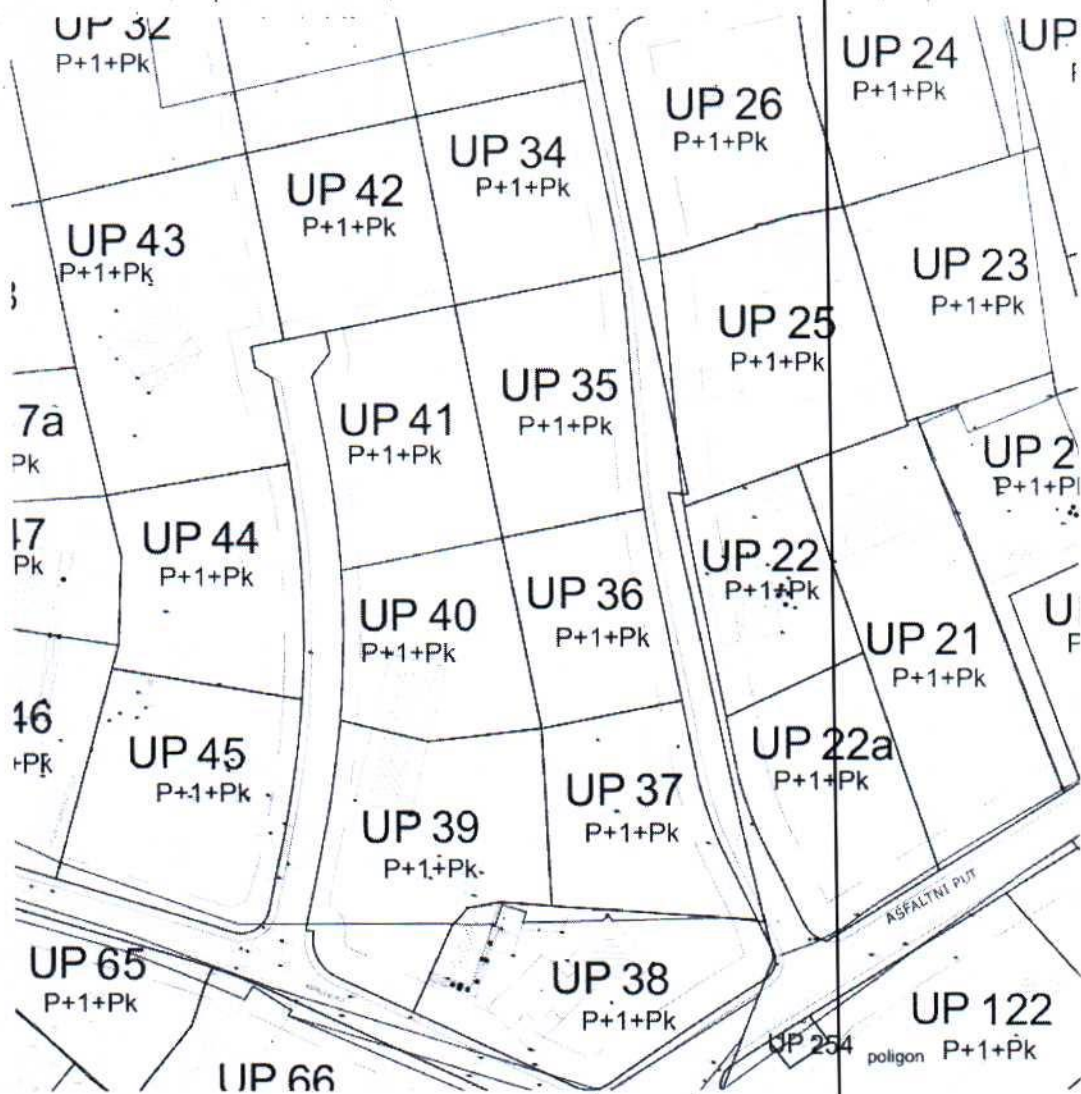 UP 32
P+1+Pk
UP 24
P+1+Pk
UP
UP 26
P+1+Pk
UP 34
P+1+Pk
UP 42
P+1+Pk
UP 43
P+1+Pk
UP 23
P+1+Pk
UP 25
P+1+Pk
UP 35
P+1+Pk
UP 41
P+1+Pk
7a
Pk
UP 2
P+1+P
47
Pk
UP 44
P+1+Pk
UP 22
P+1+Pk
UP 36
P+1+Pk
UP 40
P+1+Pk
UP 21
P+1+Pk
U
P
46
+Pk
UP 45
P+1+Pk
UP 22a
P+1+Pk
UP 37
P+1+Pk
UP 39
P+1+Pk
ASFALTNI PUT
UP 65
P+1+Pk
UP 38
P+1+Pk
UP 122
P+1+Pk
UP 254
poligon
UP 66